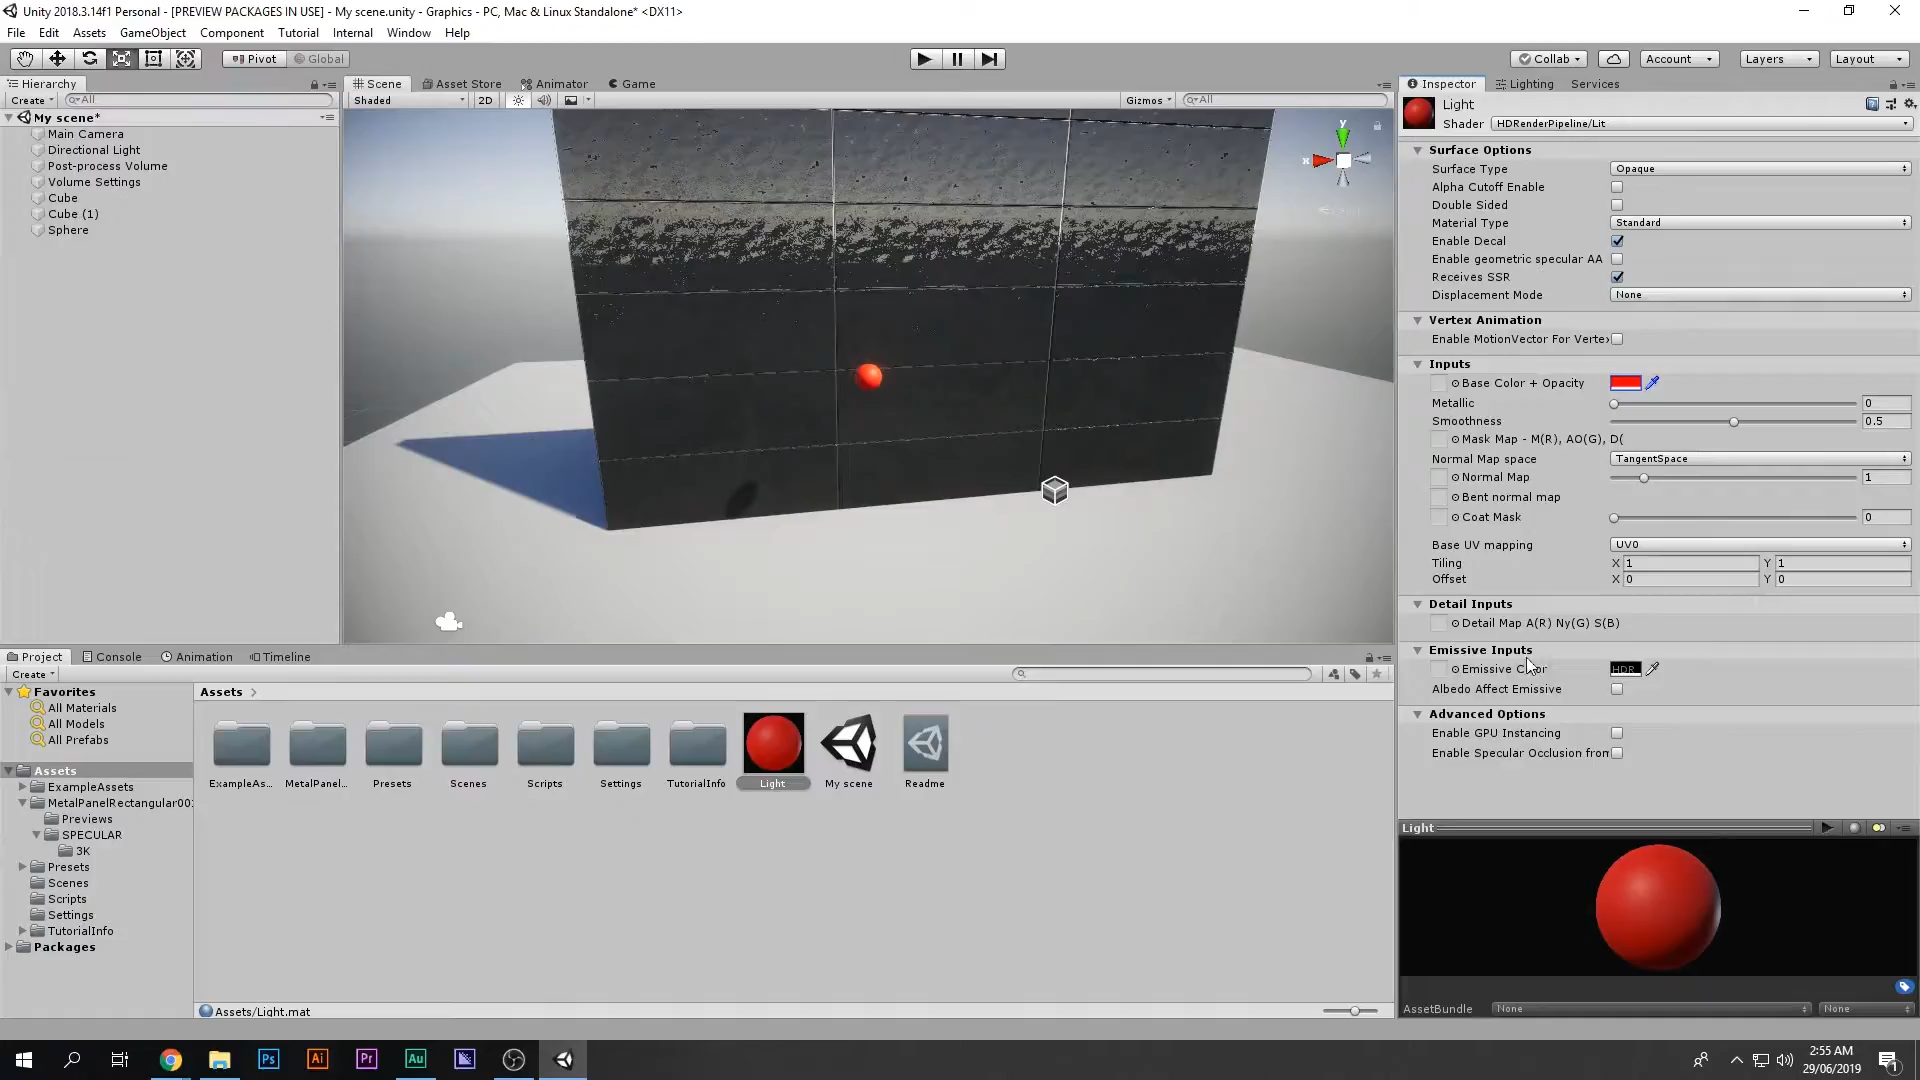 Unity 2018.3.14f1 Personal - [PREVIEW PACKAGES IN USE] - My scene.unity - Graphics - PC, Mac & Linux Standalone* <DX11>
File Edit Assets GameObject Component Tutorial Internal Window Help
Pivot Global Collab Account Layers Layout
Hierarchy
Create All
My scene*
Main Camera
Directional Light
Post-process Volume
Volume Settings
Cube
Cube (1)
Sphere
Scene Asset Store Animator Game
Shaded 2D Gizmos All
y
x
Inspector Lighting Services
Light
Shader HDRenderPipeline/Lit
Surface Options
Surface Type Opaque
Alpha Cutoff Enable
Double Sided
Material Type Standard
Enable Decal
Enable geometric specular AA
Receives SSR
Displacement Mode None
Vertex Animation
Enable MotionVector For Vertex
Inputs
Base Color + Opacity
Metallic 0
Smoothness 0.5
Mask Map - M(R), AO(G), D(
Normal Map space TangentSpace
Normal Map 1
Bent normal map
Coat Mask 0
Base UV mapping UV0
Tiling X 1 Y 1
Offset X 0 Y 0
Detail Inputs
Detail Map A(R) Ny(G) S(B)
Emissive Inputs
Emissive Color HDR
Albedo Affect Emissive
Advanced Options
Enable GPU Instancing
Enable Specular Occlusion from
Light
AssetBundle None None
Project Console Animation Timeline
Create
Favorites
All Materials
All Models
All Prefabs
Assets
ExampleAssets
MetalPanelRectangular001
Previews
SPECULAR
3K
Presets
Scenes
Scripts
Settings
TutorialInfo
Packages
Assets
ExampleAs... MetalPanel... Presets Scenes Scripts Settings TutorialInfo Light My scene Readme
Assets/Light.mat
Ps Ai Pr Au
2:55 AM
29/06/2019
1